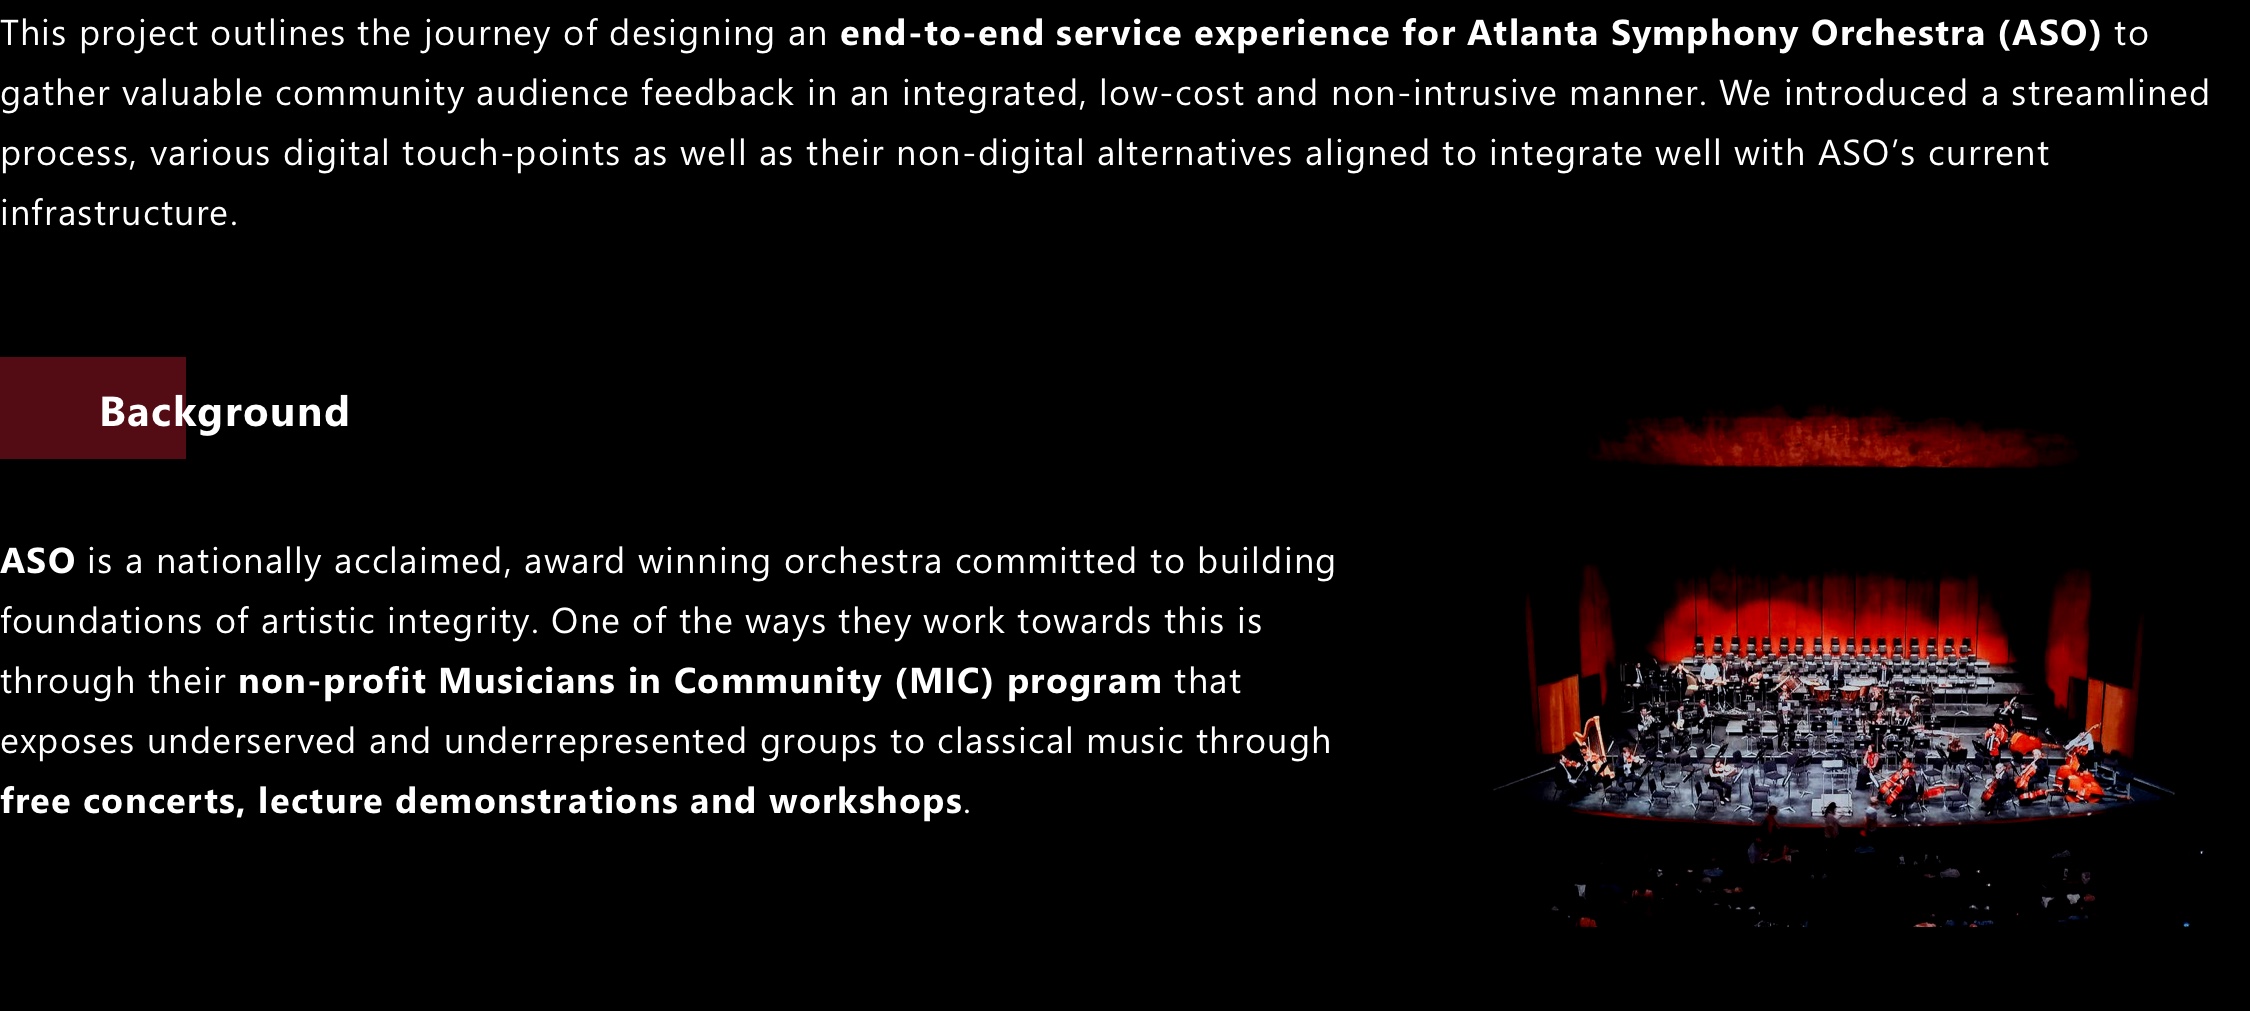 This project outlines the journey of designing an end-to-end service experience for Atlanta Symphony Orchestra (ASO) to
gather valuable community audience feedback in an integrated, low-cost and non-intrusive manner. We introduced a streamlined
process, various digital touch-points as well as their non-digital alternatives aligned to integrate well with ASO’s current
infrastructure.
Background
ASO is a nationally acclaimed, award winning orchestra committed to building
foundations of artistic integrity. One of the ways they work towards this is
through their non-profit Musicians in Community (MIC) program that
exposes underserved and underrepresented groups to classical music through
free concerts, lecture demonstrations and workshops.